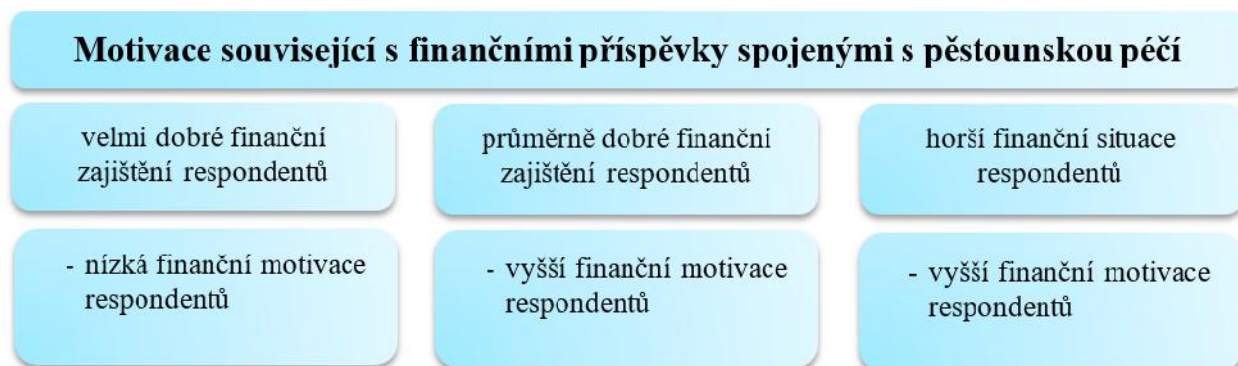 Motivace související s finančními příspěvky spojenými s pěstounskou péčí
velmi dobré finanční
zajištění respondentů
průměrně dobré finanční
zajištění respondentů
horší finanční situace
respondentů
- nízká finanční motivace
respondentů
- vyšší finanční motivace
respondentů
- vyšší finanční motivace
respondentů